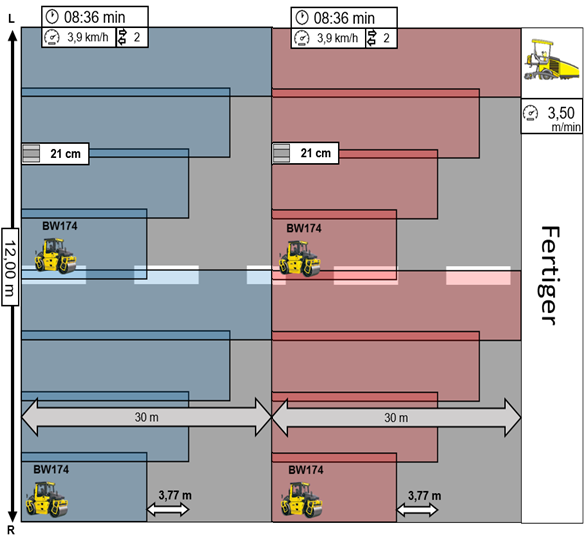 L
08:36 min
3,9 km/h
2
08:36 min
3,9 km/h
2
3,50
m/min
21 cm
21 cm
BW174
BW174
12,00 m
Fertiger
30 m
30 m
BW174
3,77 m
BW174
3,77 m
R